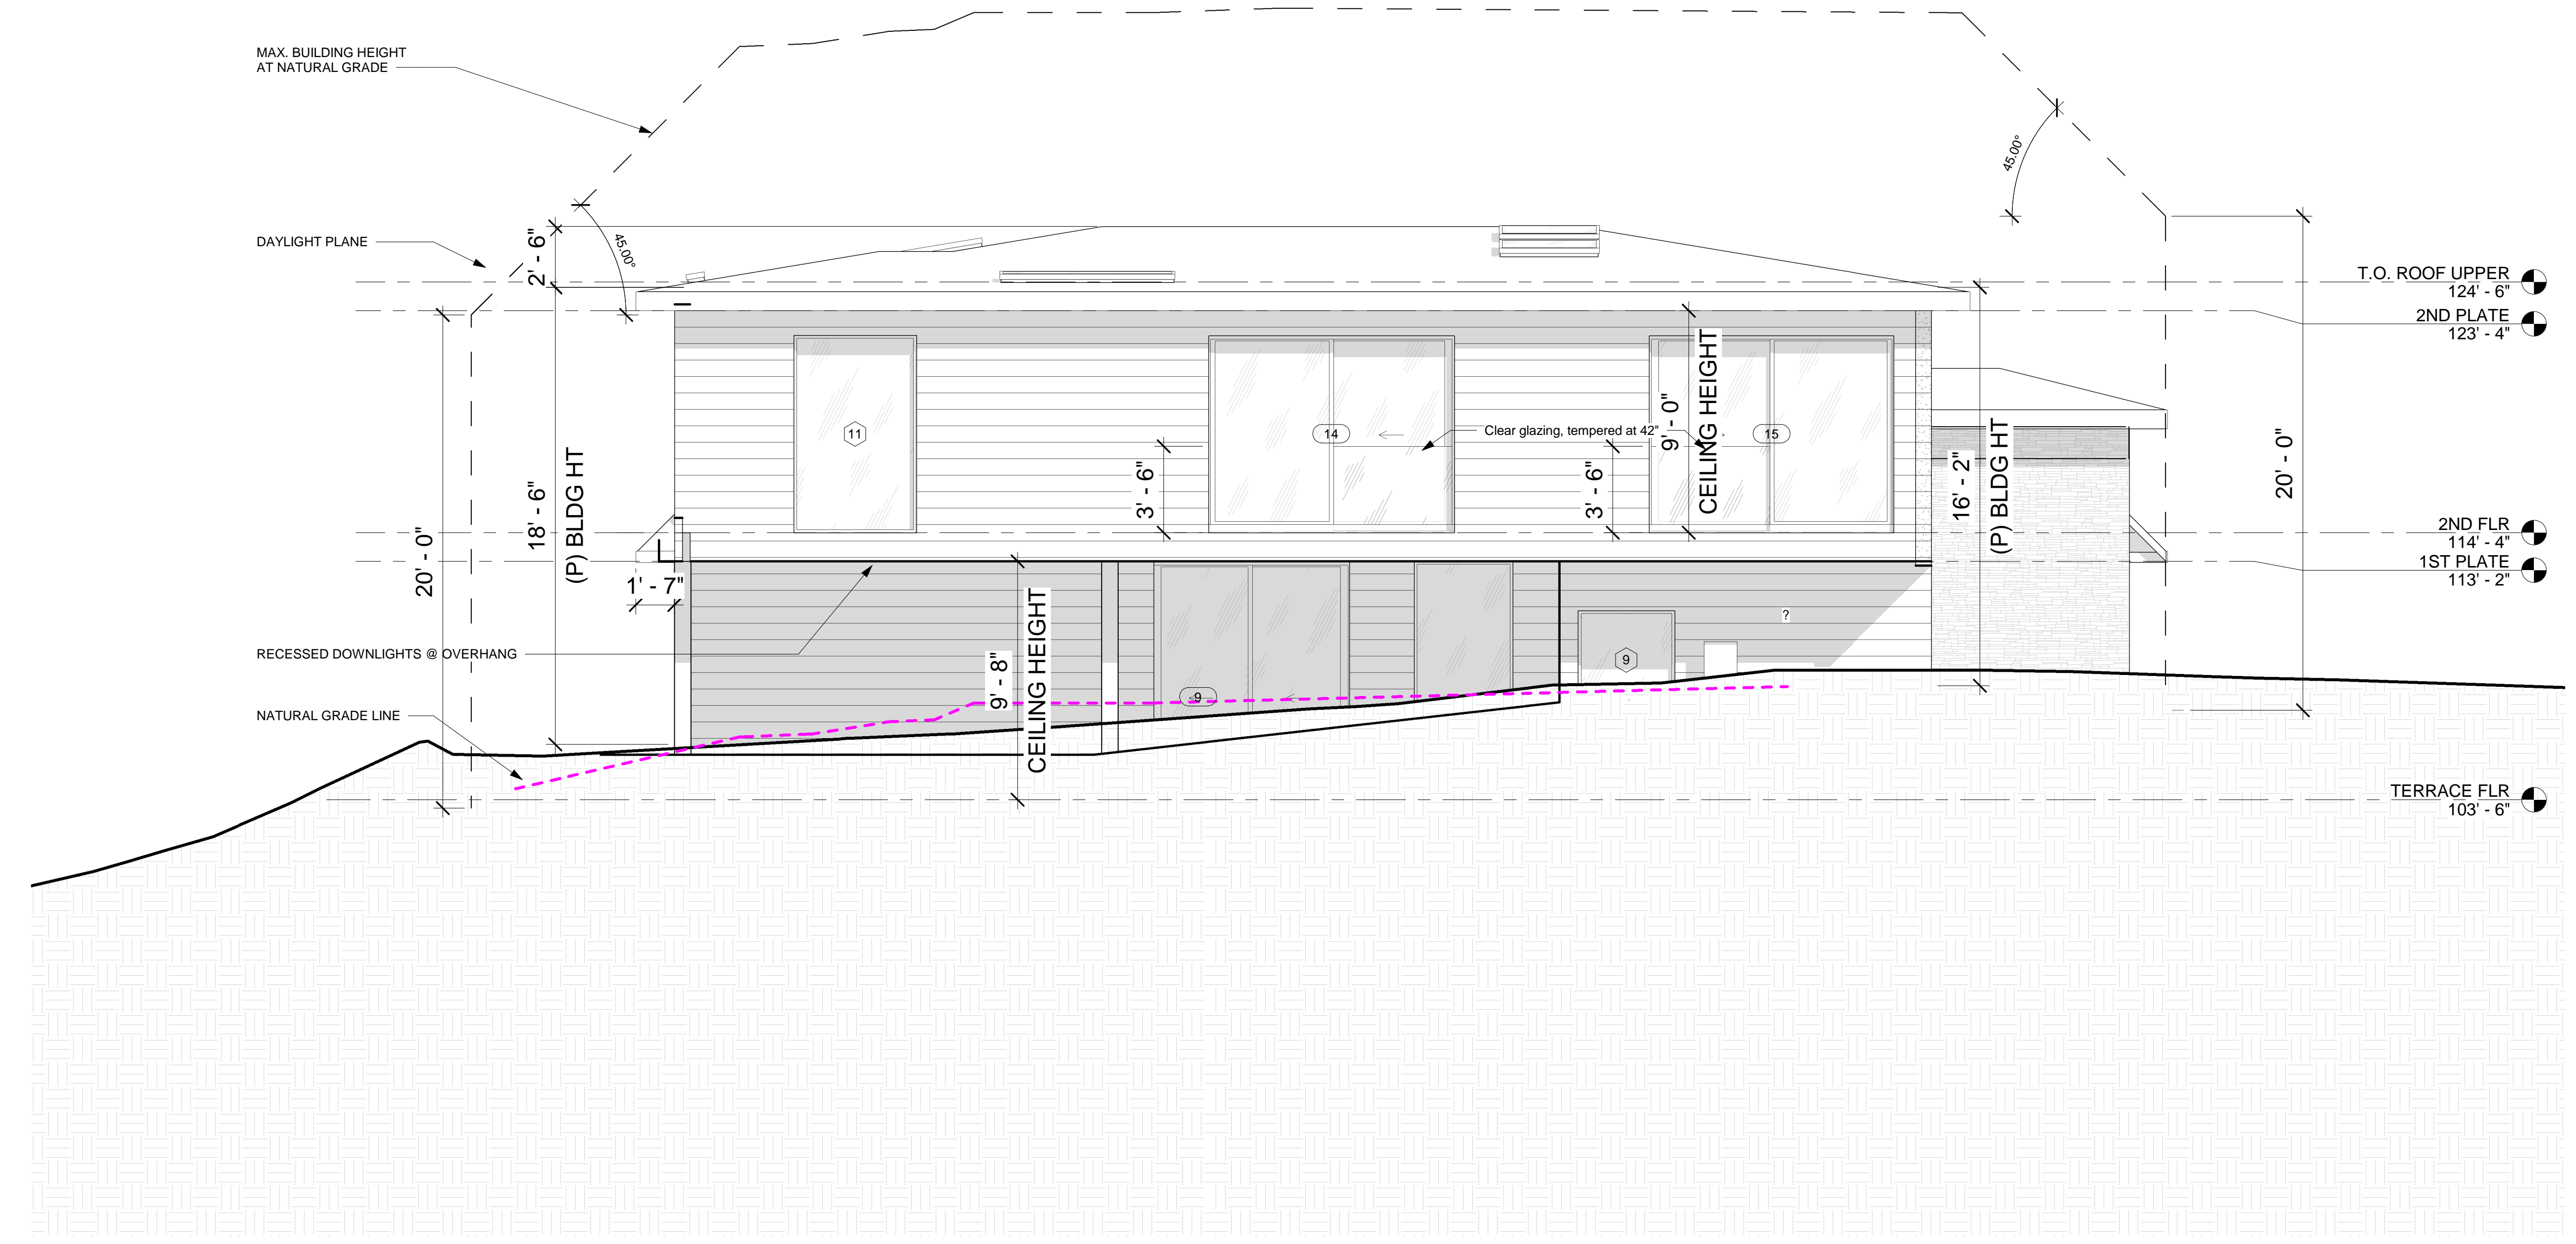 MAX. BUILDING HEIGHT
AT NATURAL GRADE
45.00°
DAYLIGHT PLANE
2' - 6"
45.00°
T.O. ROOF UPPER
124' - 6"
2ND PLATE
123' - 4"
11
14
Clear glazing, tempered at 42"
15
9' - 0"
CEILING HEIGHT
3' - 6"
3' - 6"
18' - 6"
(P) BLDG HT
16' - 2"
(P) BLDG HT
20' - 0"
20' - 0"
2ND FLR
114' - 4"
1ST PLATE
113' - 2"
1' - 7"
?
RECESSED DOWNLIGHTS @ OVERHANG
9' - 8"
CEILING HEIGHT
9
9
NATURAL GRADE LINE
TERRACE FLR
103' - 6"